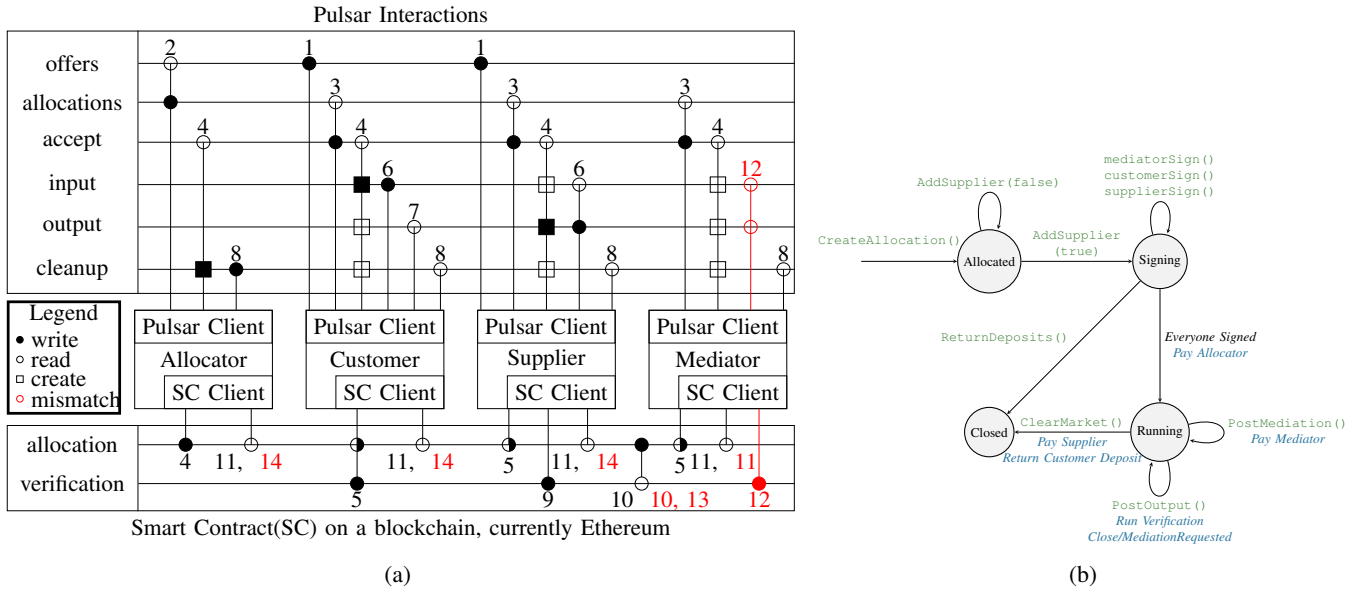 Pulsar Interactions
offers 2 1 1
allocations 3 3 3
accept 4 4 4 4
input 6 6 12
output 7
cleanup 8 8 8 8
Legend
write
read
create
mismatch
Pulsar Client Pulsar Client Pulsar Client Pulsar Client
Allocator Customer Supplier Mediator
SC Client SC Client SC Client SC Client
allocation
4 11, 14 11, 14 5 11, 14 5 11, 11
verification
5 9 10 10, 13 12
Smart Contract(SC) on a blockchain, currently Ethereum
(a)
mediatorSign()
customerSign()
supplierSign()
AddSupplier(false)
CreateAllocation()
AddSupplier
(true)
Allocated
Signing
ReturnDeposits()
Everyone Signed
Pay Allocator
Closed
ClearMarket()
Pay Supplier
Return Customer Deposit
Running
PostMediation()
Pay Mediator
PostOutput()
Run Verification
Close/MediationRequested
(b)